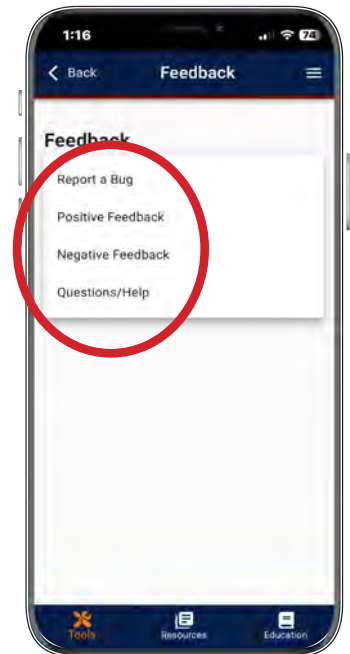 1:16 74
Back Feedback
Feedback
Report a Bug
Positive Feedback
Negative Feedback
Questions/Help
Tools Resources Education